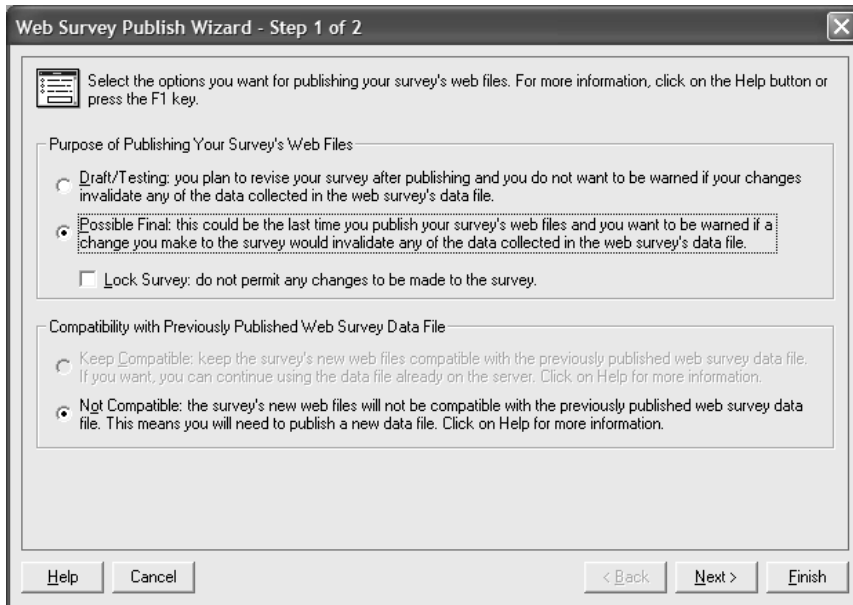 Web Survey Publish Wizard - Step 1 of 2
Select the options you want for publishing your survey's web files. For more information, click on the Help button or
press the F1 key.
Purpose of Publishing Your Survey's Web Files
Draft/Testing: you plan to revise your survey after publishing and you do not want to be warned if your changes
invalidate any of the data collected in the web survey's data file.
Possible Final: this could be the last time you publish your survey's web files and you want to be warned if a
change you make to the survey would invalidate any of the data collected in the web survey's data file.
Lock Survey: do not permit any changes to be made to the survey.
Compatibility with Previously Published Web Survey Data File
Keep Compatible: keep the survey's new web files compatible with the previously published web survey data file.
If you want, you can continue using the data file already on the server. Click on Help for more information.
Not Compatible: the survey's new web files will not be compatible with the previously published web survey data
file. This means you will need to publish a new data file. Click on Help for more information.
Help Cancel < Back Next > Finish